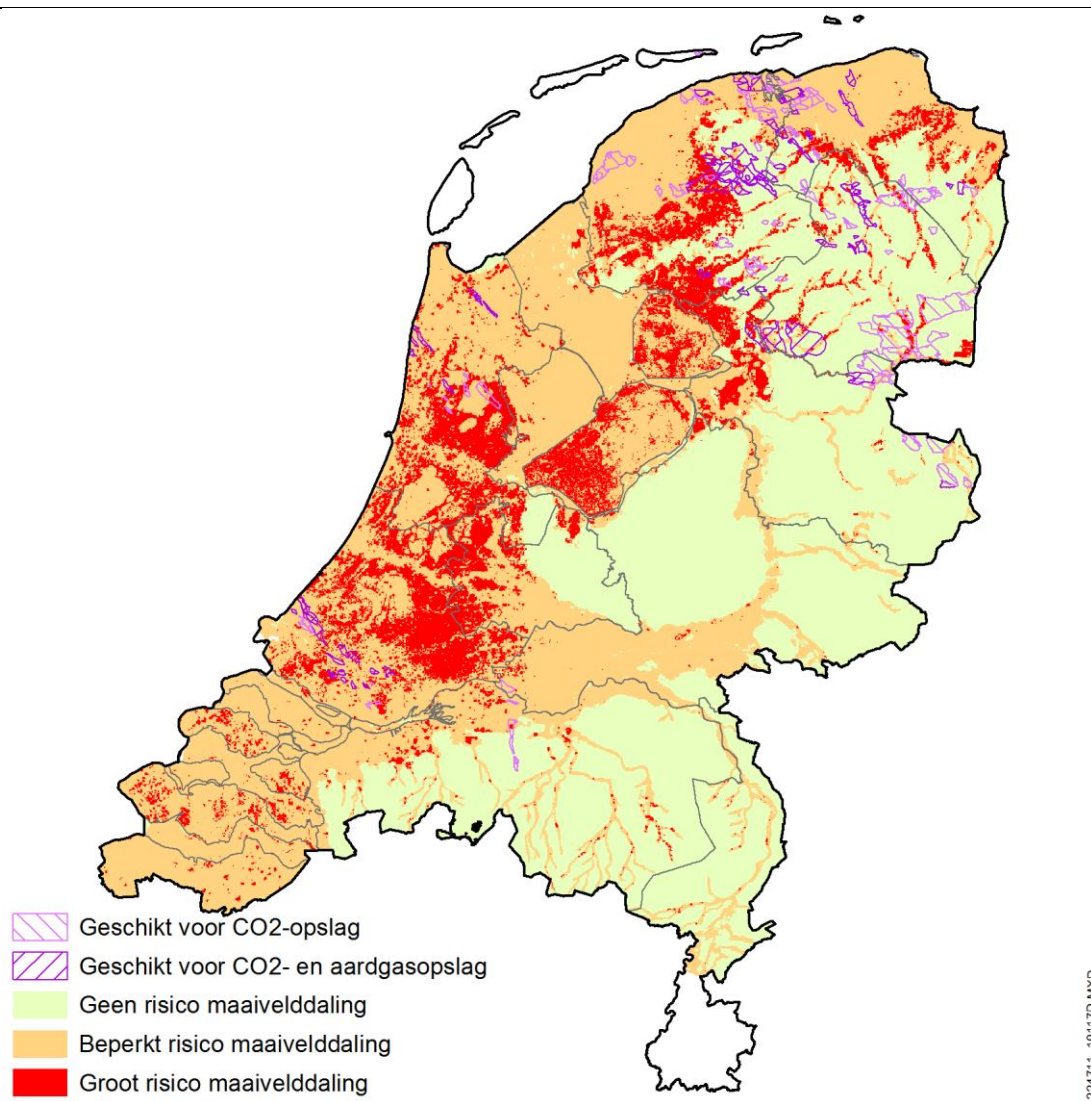 Geschikt voor CO2-opslag
Geschikt voor CO2- en aardgasopslag
Geen risico maaivelddaling
Beperkt risico maaivelddaling
Groot risico maaivelddaling